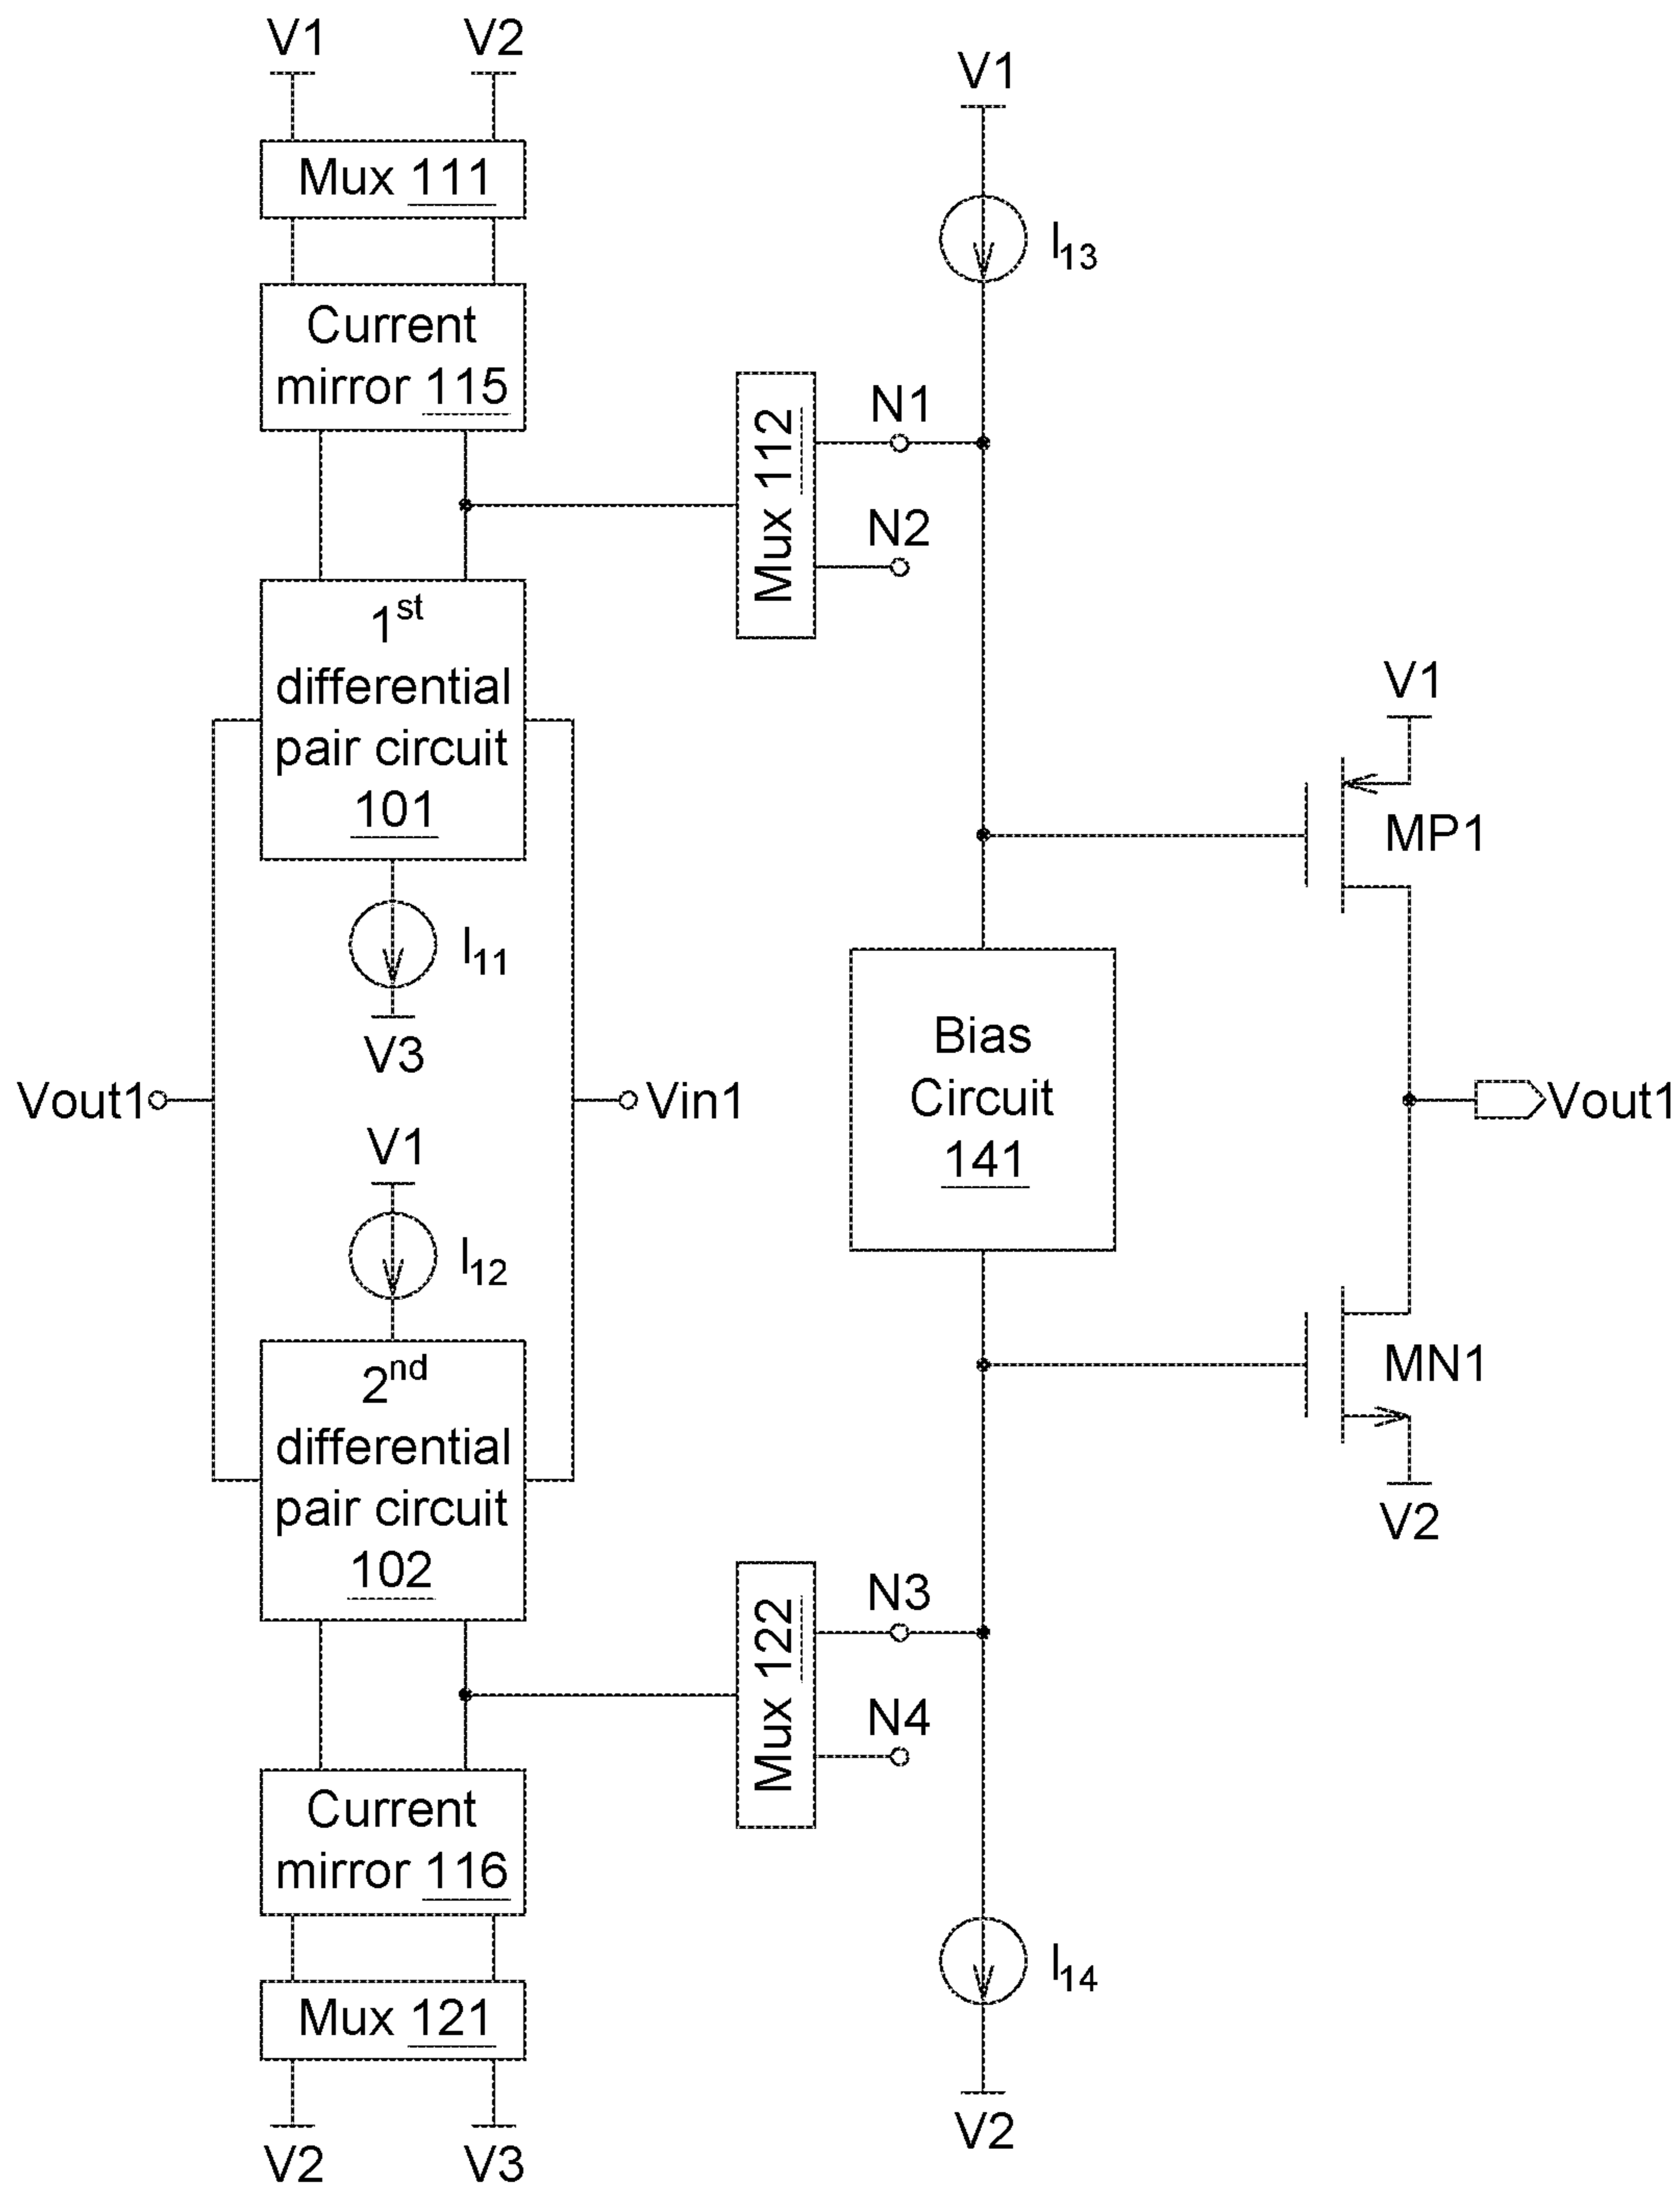 V1
V2
Mux 111
Current
mirror 115
1st
differential
pair circuit
101
I11
V3
Vout1
Vin1
V1
I12
2nd
differential
pair circuit
102
Current
mirror 116
Mux 121
V2
V3
Mux 112
N1
N2
Mux 122
N3
N4
V1
I13
Bias
Circuit
141
I14
V2
V1
MP1
Vout1
MN1
V2